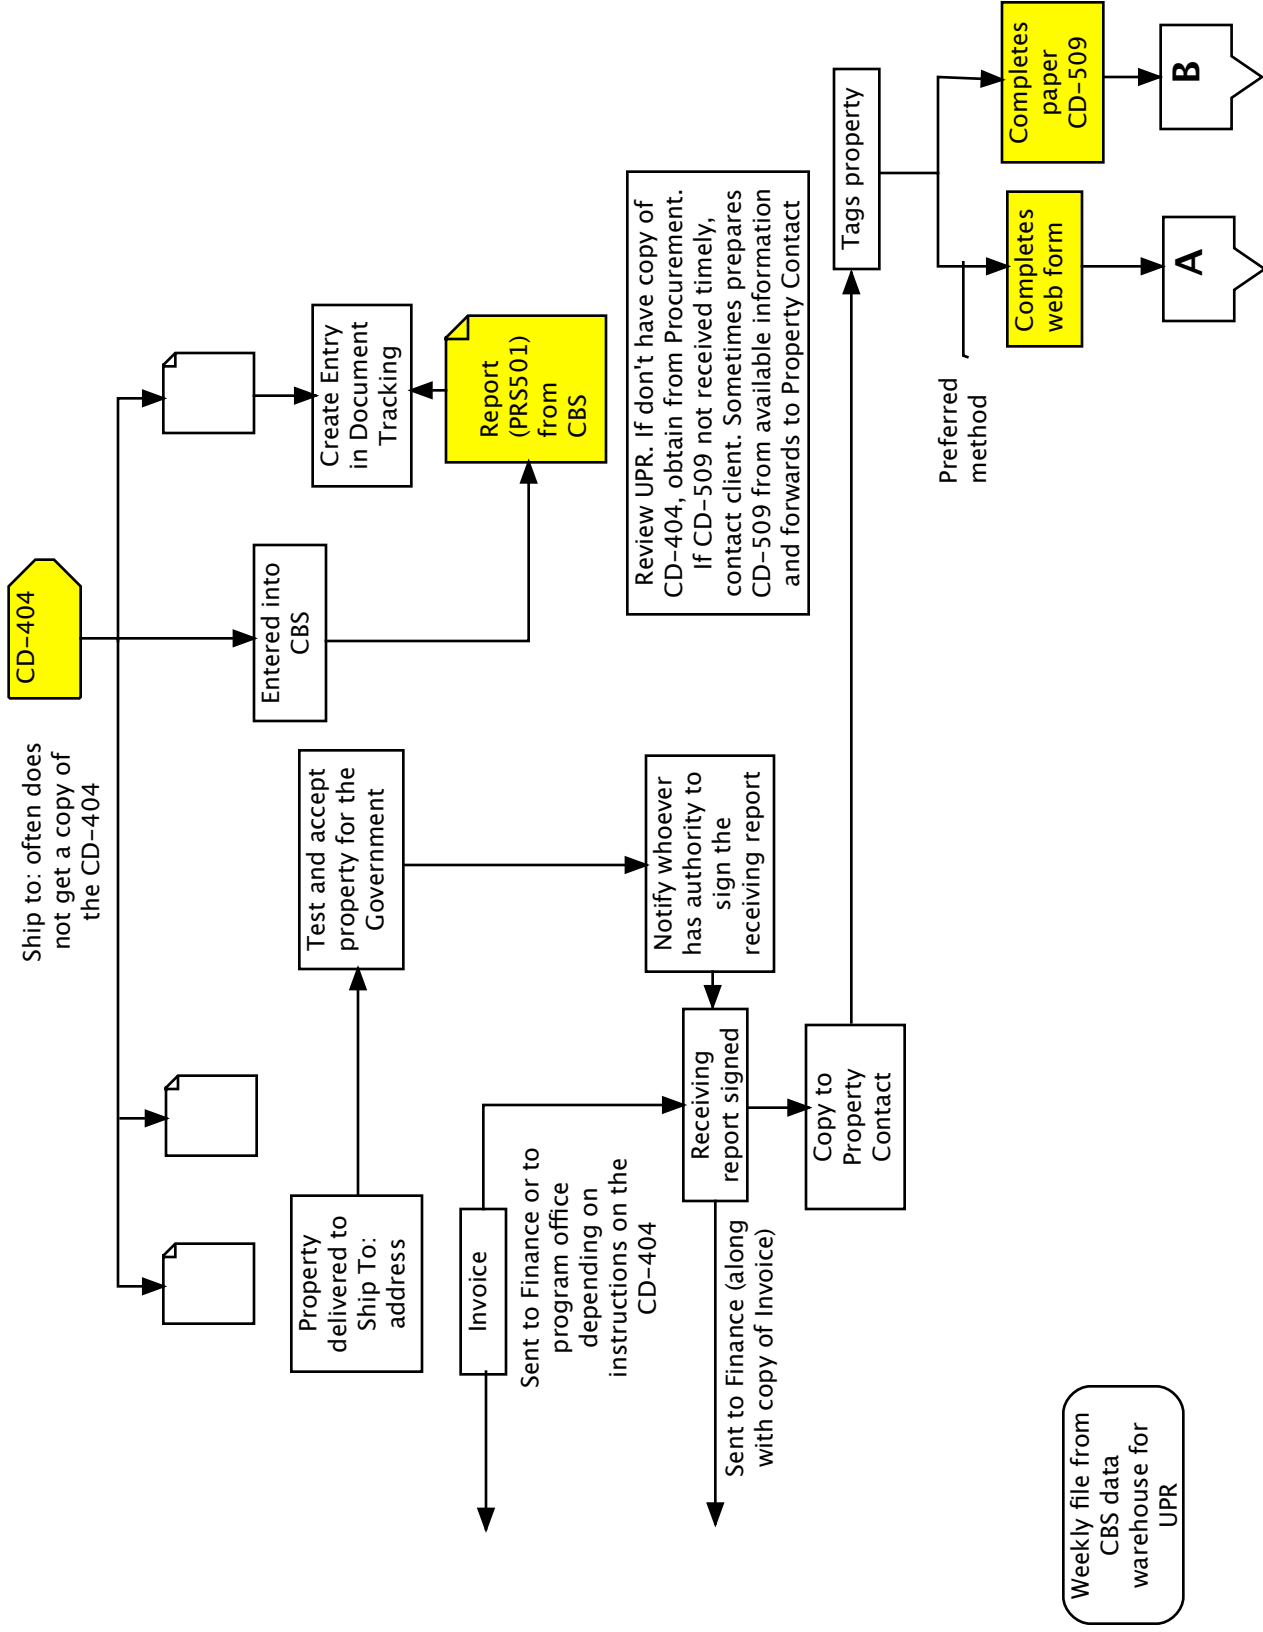 CD-404
Ship to: often does
not get a copy of
the CD-404
Entered into
CBS
Create Entry
in Document
Tracking
Report
(PRS501)
from
CBS
Property
delivered to
Ship To:
address
Test and accept
property for the
Government
Invoice
Sent to Finance or to
program office
depending on
instructions on the
CD-404
Notify whoever
has authority to
sign the
receiving report
Receiving
report signed
Sent to Finance (along
with copy of Invoice)
Copy to
Property
Contact
Review UPR. If don't have copy of
CD-404, obtain from Procurement.
If CD-509 not received timely,
contact client. Sometimes prepares
CD-509 from available information
and forwards to Property Contact
Tags property
Preferred
method
Completes
web form
Completes
paper
CD-509
A
B
Weekly file from
CBS data
warehouse for
UPR